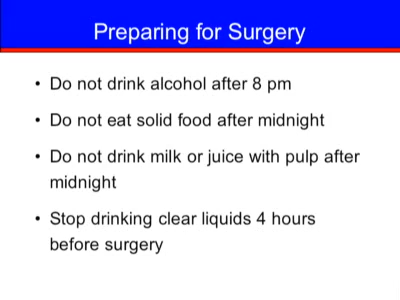 Preparing for Surgery
• Do not drink alcohol after 8 pm
• Do not eat solid food after midnight
• Do not drink milk or juice with pulp after
midnight
• Stop drinking clear liquids 4 hours
before surgery